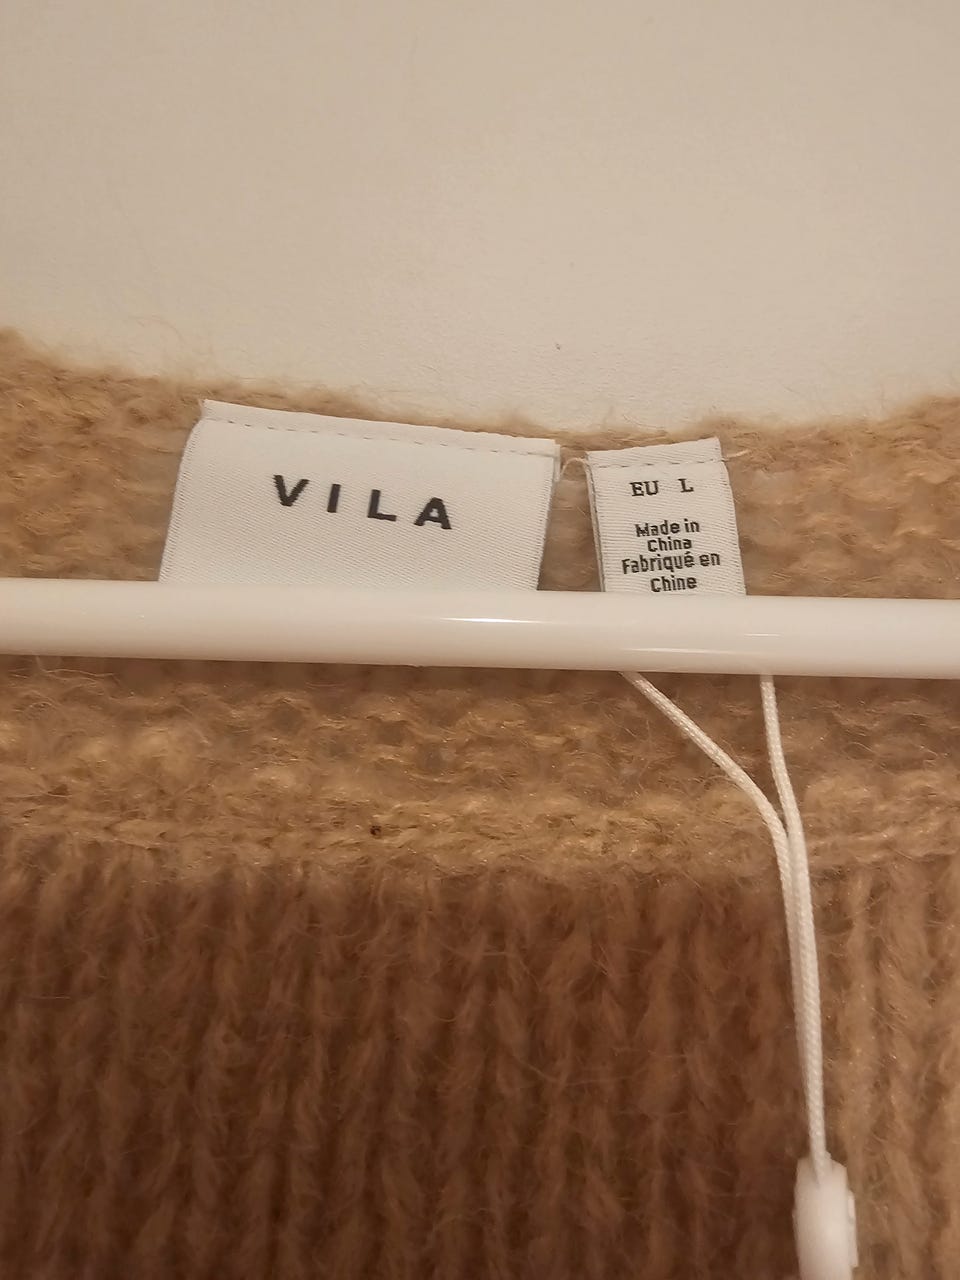 VILA
EU L
Made in
China
Fabriqué en
Chine